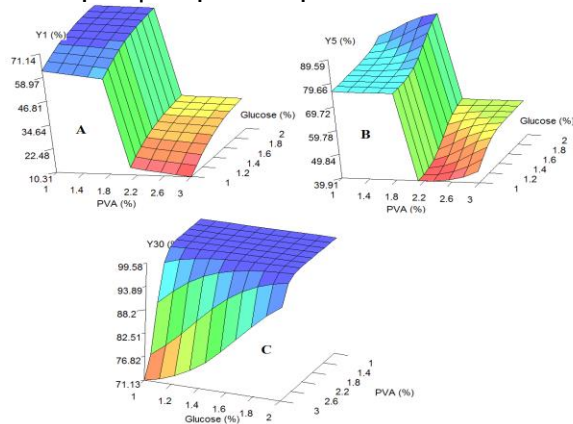 Y1 (%)
71.14
58.97
46.81
34.64
22.48
10.31
A
1 1.4 1.8 2.2 2.6 3
PVA (%)
Glucose (%)
2
1.8
1.6
1.4
1.2
1
Y5 (%)
89.59
79.66
69.72
59.78
49.84
39.91
B
1 1.4 1.8 2.2 2.6 3
PVA (%)
Glucose (%)
2
1.8
1.6
1.4
1.2
1
Y30
99.58
93.89
88.2
82.51
76.82
71.13
C
1 1.2 1.4 1.6 1.8 2
Glucose (%)
PVA (%)
1
1.4
1.8
2.2
2.6
3